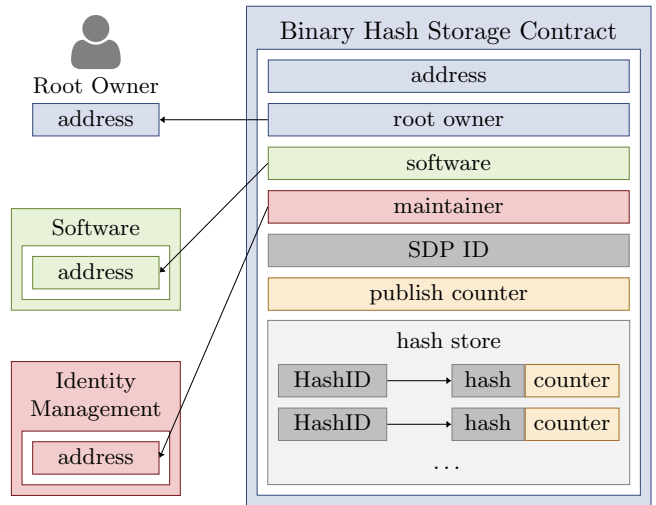 Root Owner
address
Software
address
Identity
Management
address
Binary Hash Storage Contract
address
root owner
software
maintainer
SDP ID
publish counter
hash store
HashID hash counter
HashID hash counter
...